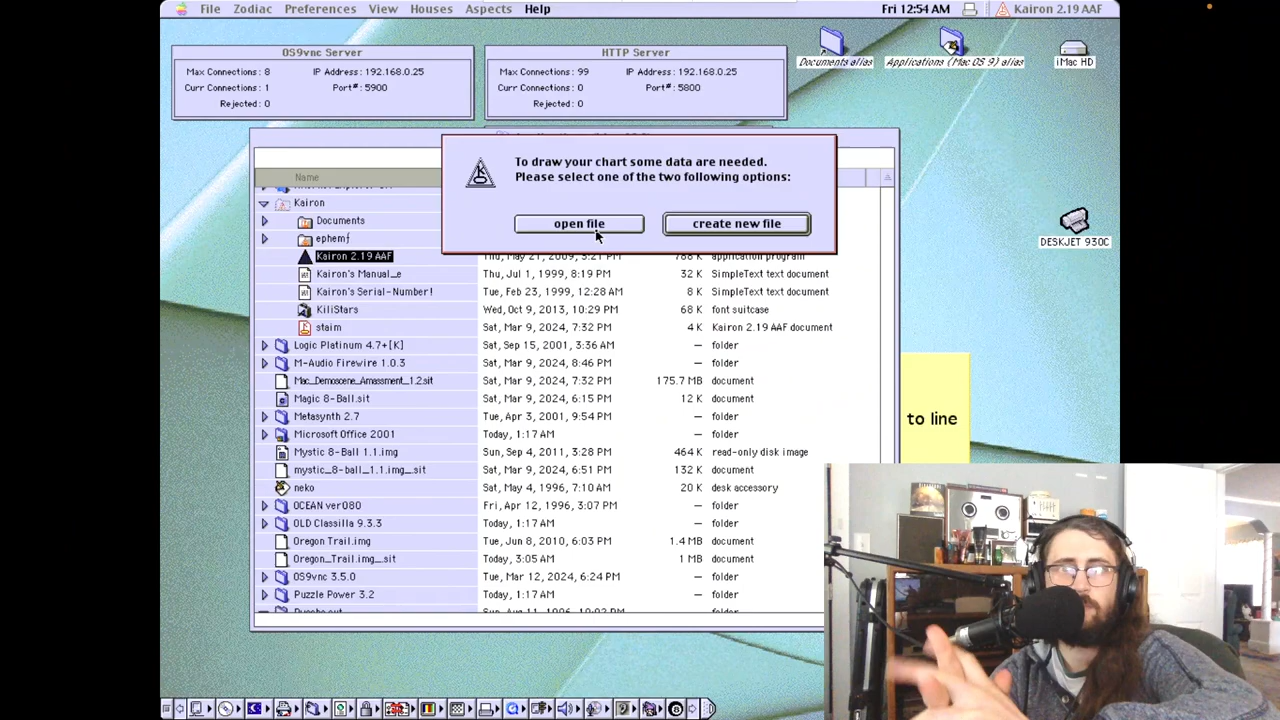 File Zodiac Preferences View Houses Aspects Help Fri 12:54 AM Kairon 2.19 AAF
OS9vnc Server
Max Connections: 8 IP Address: 192.168.0.25
Curr Connections: 1 Port#: 5900
Rejected: 0
HTTP Server
Max Connections: 99 IP Address: 192.168.0.25
Curr Connections: 0 Port#: 5800
Rejected: 0
Documents alias
Applications (Mac OS 9) alias
iMac HD
To draw your chart some data are needed.
Please select one of the two following options:
open file create new file
DESKJET 930C
Name
Kairon
Documents
ephemf
Kairon 2.19 AAF Thu, May 21, 2009, 3:21 PM 788 K application program
Kairon's Manual_e Thu, Jul 1, 1999, 8:19 PM 32 K SimpleText text document
Kairon's Serial-Number! Tue, Feb 23, 1999, 12:28 AM 8 K SimpleText text document
KiliStars Wed, Oct 9, 2013, 10:29 PM 68 K font suitcase
staim Sat, Mar 9, 2024, 7:32 PM 4 K Kairon 2.19 AAF document
Logic Platinum 4.7+[K] Sat, Sep 15, 2001, 3:36 AM — folder
M-Audio Firewire 1.0.3 Sat, Mar 9, 2024, 8:46 PM — folder
Mac_Demoscene_Amassment_1.2.sit Sat, Mar 9, 2024, 7:32 PM 175.7 MB document
Magic 8-Ball.sit Sat, Mar 9, 2024, 6:15 PM 12 K document
Metasynth 2.7 Tue, Apr 3, 2001, 9:54 PM — folder
Microsoft Office 2001 Today, 1:17 AM — folder
Mystic 8-Ball 1.1.img Sun, Sep 4, 2011, 3:28 PM 464 K read-only disk image
mystic_8-ball_1.1.img_.sit Sat, Mar 9, 2024, 6:51 PM 132 K document
neko Sat, May 4, 1996, 7:10 AM 20 K desk accessory
OCEAN ver080 Fri, Apr 12, 1996, 3:07 PM — folder
OLD Classilla 9.3.3 Today, 1:17 AM — folder
Oregon Trail.img Tue, Jun 8, 2010, 6:03 PM 1.4 MB document
Oregon_Trail.img_.sit Today, 3:05 AM 1 MB document
OS9vnc 3.5.0 Tue, Mar 12, 2024, 6:24 PM — folder
Puzzle Power 3.2 Today, 1:17 AM — folder
to line